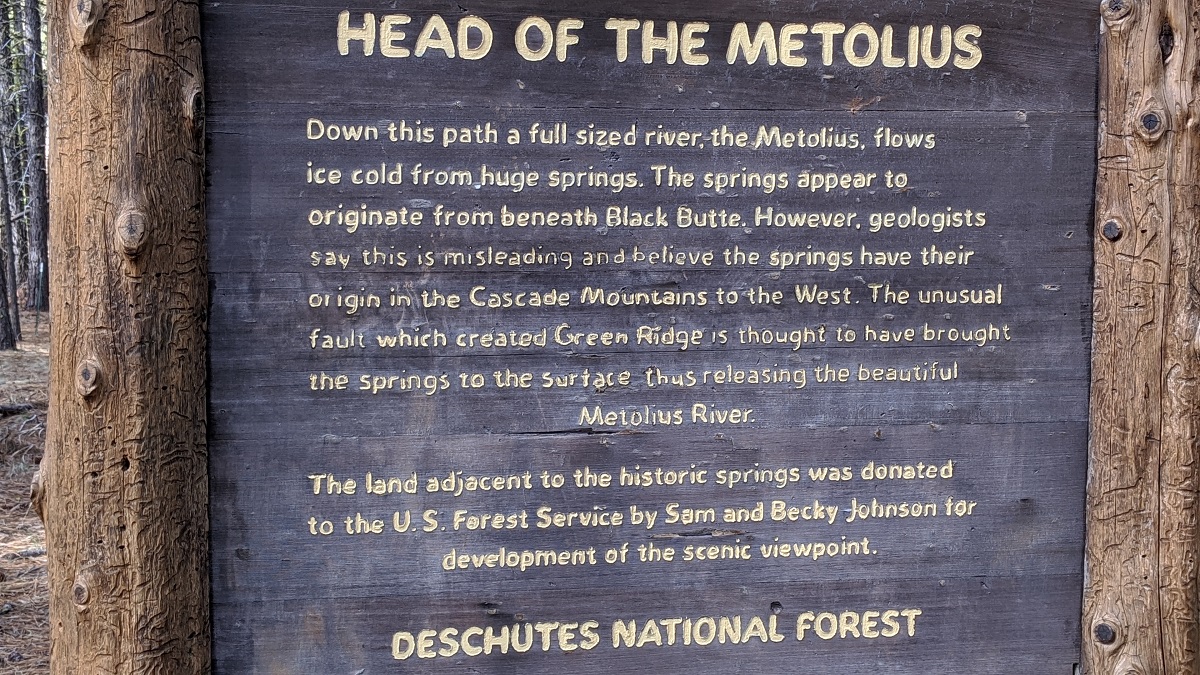 HEAD OF THE METOLIUS
Down this path a full sized river, the Metolius, flows
ice cold from huge springs. The springs appear to
originate from beneath Black Butte. However, geologists
say this is misleading and believe the springs have their
origin in the Cascade Mountains to the West. The unusual
fault which created Green Ridge is thought to have brought
the springs to the surface thus releasing the beautiful
Metolius River.
The land adjacent to the historic springs was donated
to the U.S. Forest Service by Sam and Becky Johnson for
development of the scenic viewpoint.
DESCHUTES NATIONAL FOREST